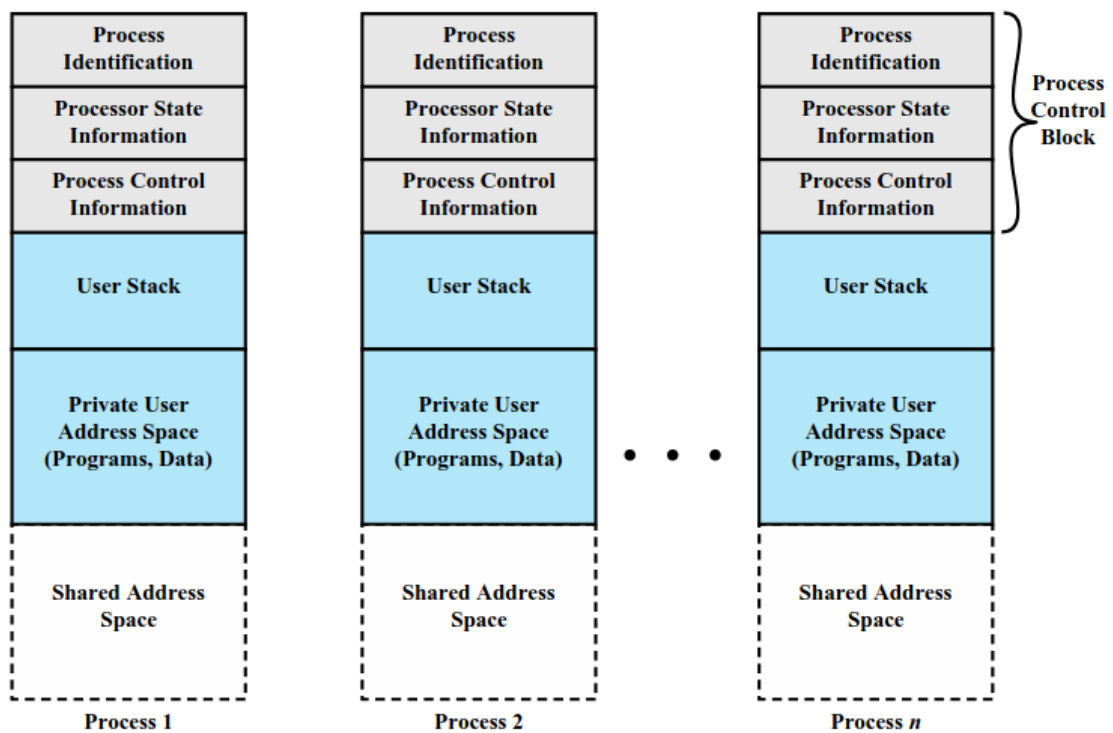 Process
Identification
Processor State
Information
Process Control
Information
User Stack
Private User
Address Space
(Programs, Data)
Shared Address
Space
Process 1
Process
Identification
Processor State
Information
Process Control
Information
User Stack
Private User
Address Space
(Programs, Data)
Shared Address
Space
Process 2
• • •
Process
Identification
Processor State
Information
Process Control
Information
User Stack
Private User
Address Space
(Programs, Data)
Shared Address
Space
Process n
Process
Control
Block